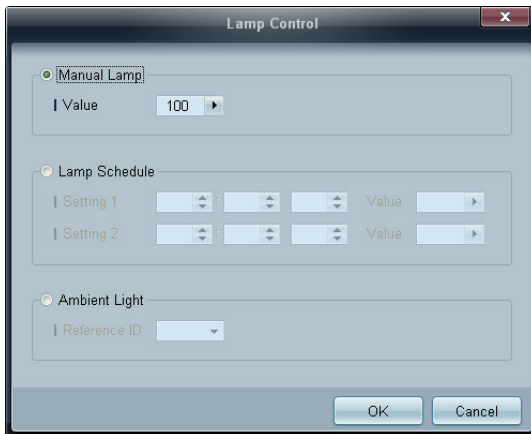 Lamp Control
x
Manual Lamp
Value 100
Lamp Schedule
Setting 1 : Value
Setting 2 : Value
Ambient Light
Reference ID
OK Cancel